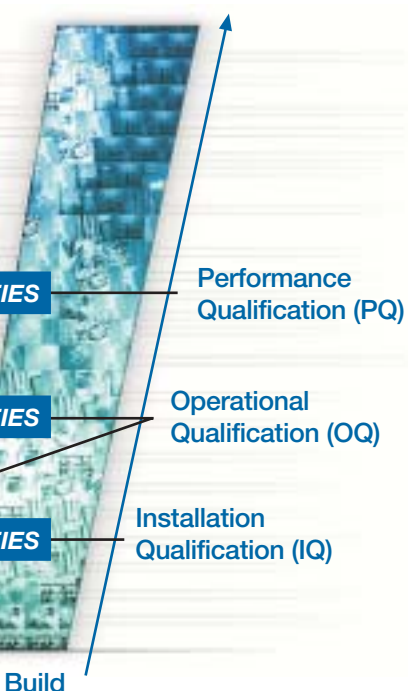 Performance
Qualification (PQ)
Operational
Qualification (OQ)
Installation
Qualification (IQ)
Build